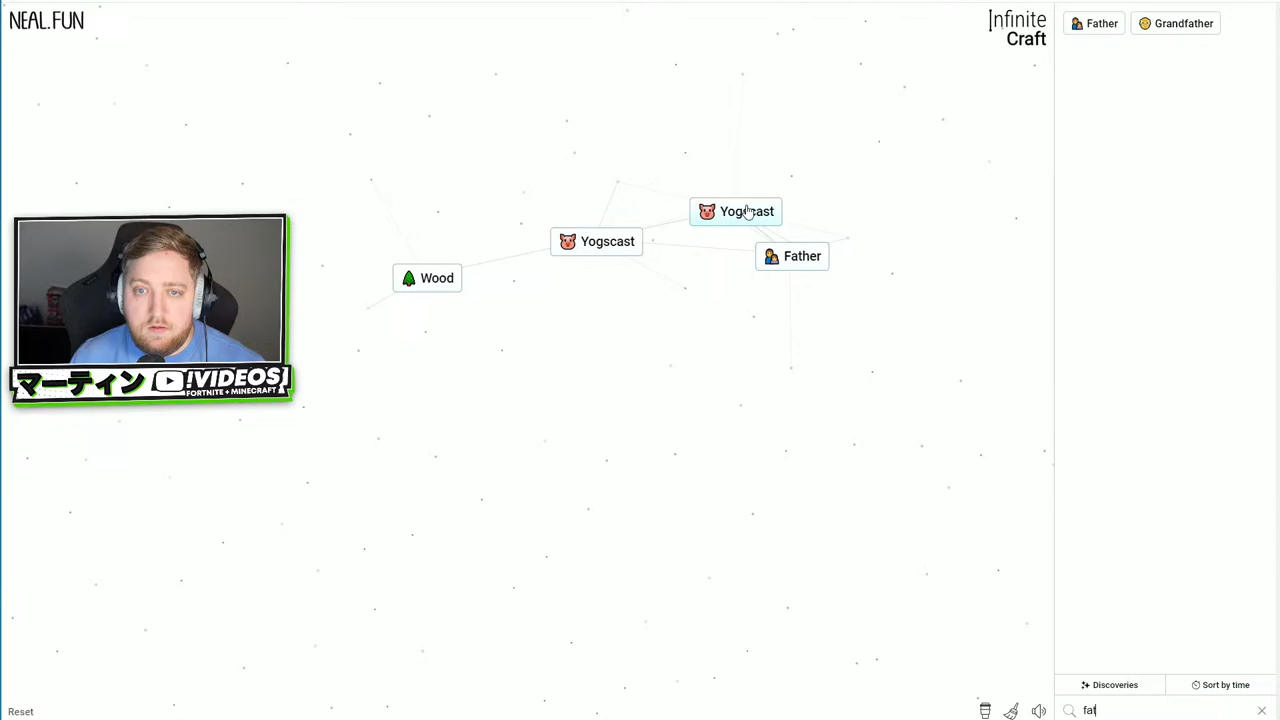 NEAL.FUN
Infinite
Craft
Father
Grandfather
Yogscast
Yogscast
Father
Wood
マーティン !VIDEOS
FORTNITE + MINECRAFT
Discoveries
Sort by time
Reset
fat